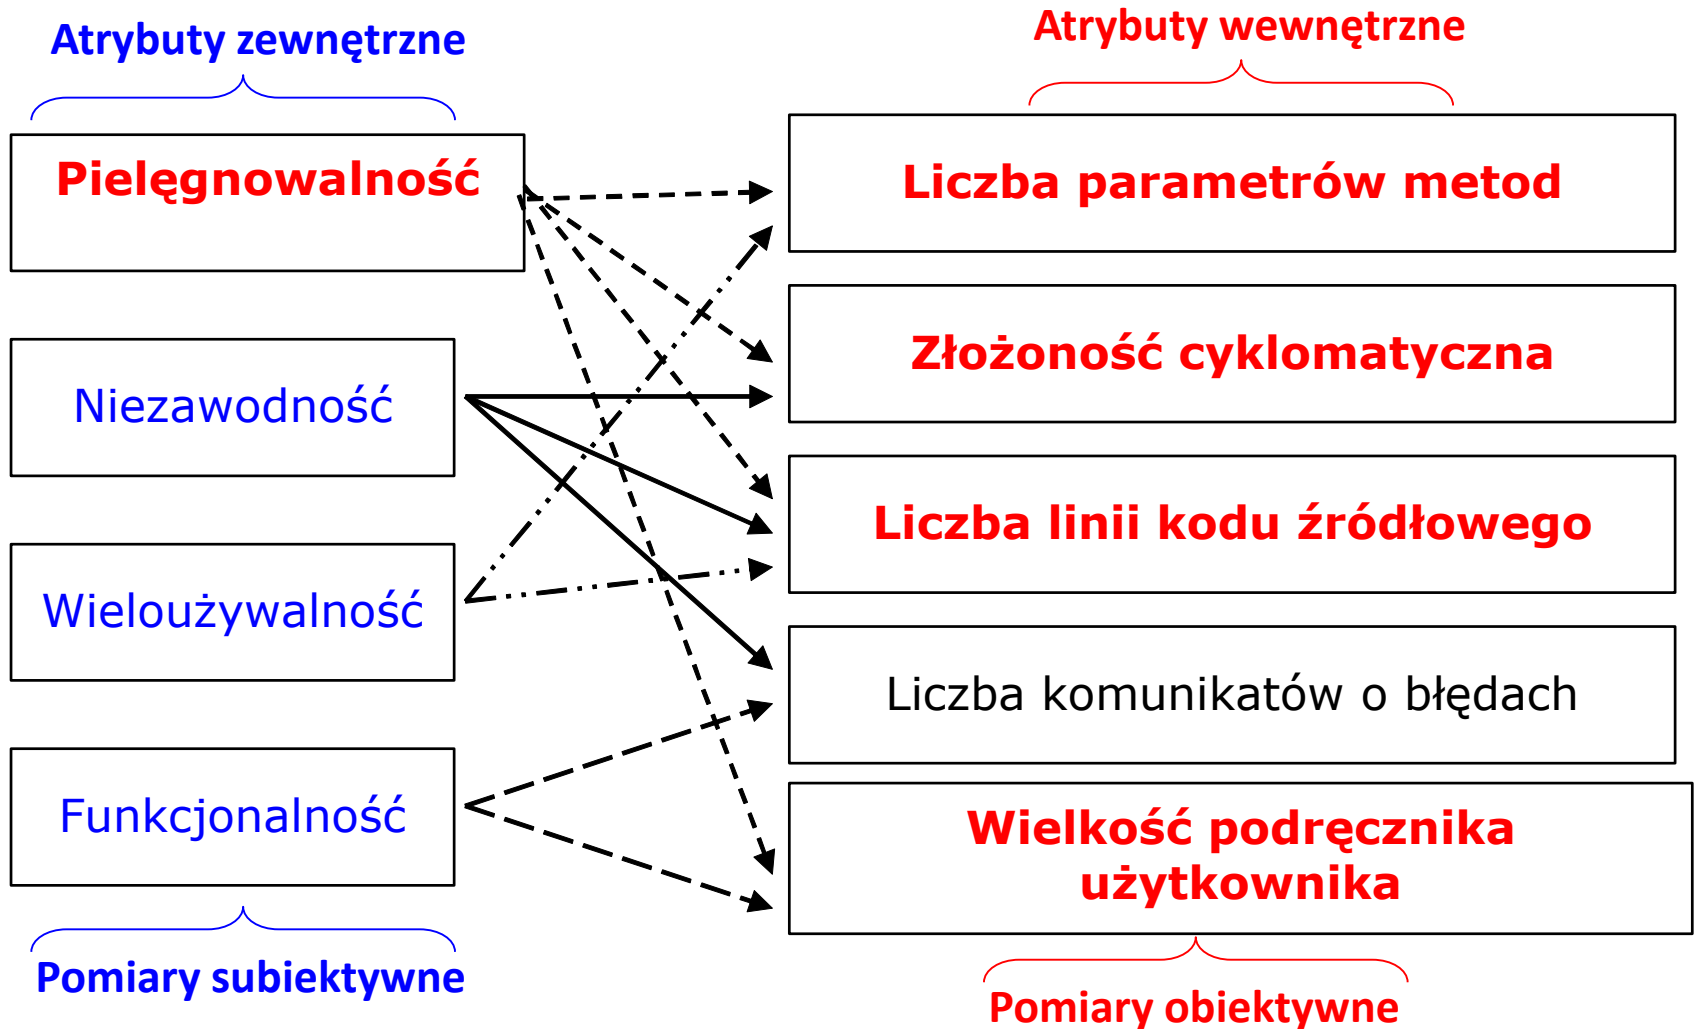 Atrybuty zewnętrzne
Pielęgnowalność
Niezawodność
Wieloużywalność
Funkcjonalność
Pomiary subiektywne
Atrybuty wewnętrzne
Liczba parametrów metod
Złożoność cyklomatyczna
Liczba linii kodu źródłowego
Liczba komunikatów o błędach
Wielkość podręcznika
użytkownika
Pomiary obiektywne